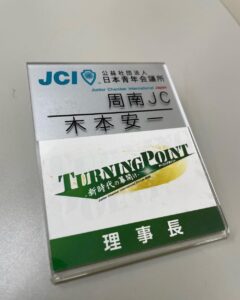 JCI 公益社団法人
日本青年会議所
Junior Chamber International Japan
周南JC
木本安一
TURNING POINT
新時代の幕開け
理事長